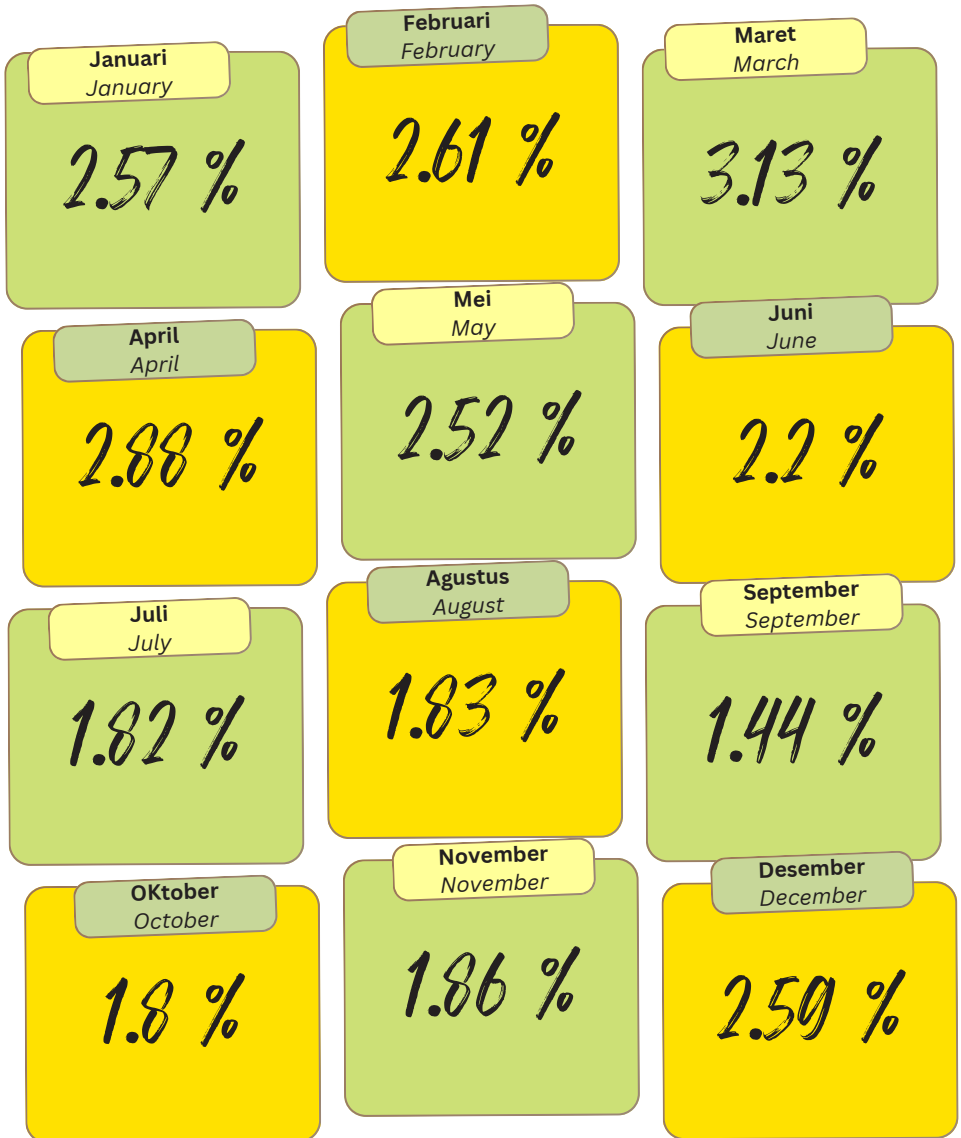 Januari
January
2.57 %
Februari
February
2.61 %
Maret
March
3.13 %
April
April
2.88 %
Mei
May
2.52 %
Juni
June
2.2 %
Juli
July
1.82 %
Agustus
August
1.83 %
September
September
1.44 %
OKtober
October
1.8 %
November
November
1.86 %
Desember
December
2.59 %